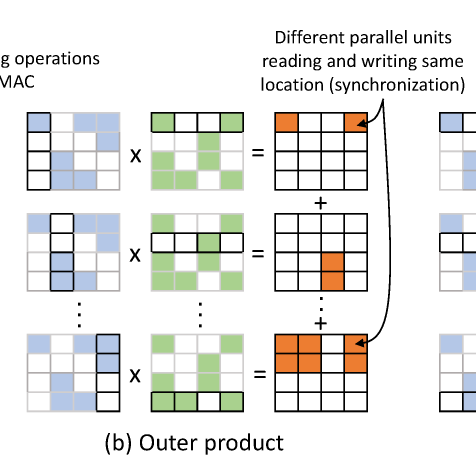 g operations
MAC
Different parallel units
reading and writing same
location (synchronization)
x
=
+
x
=
+
x
=
(b) Outer product